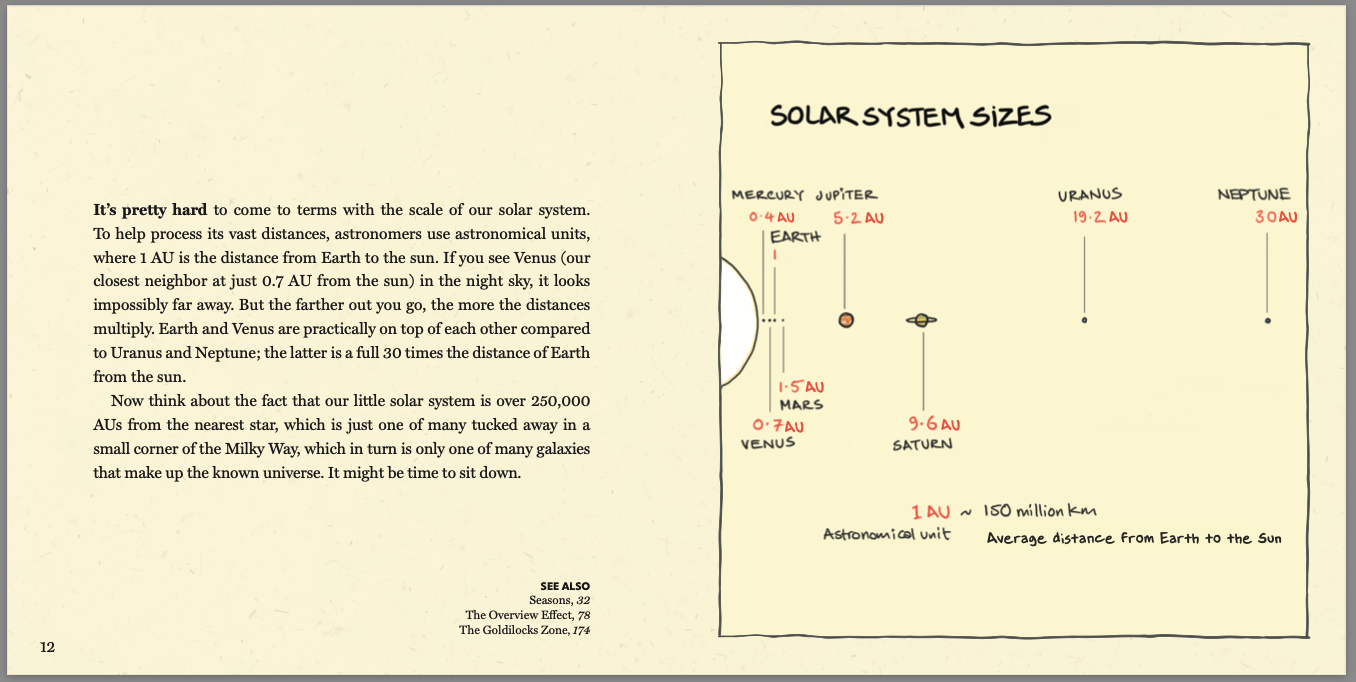 It's pretty hard to come to terms with the scale of our solar system.
To help process its vast distances, astronomers use astronomical units,
where 1 AU is the distance from Earth to the sun. If you see Venus (our
closest neighbor at just 0.7 AU from the sun) in the night sky, it looks
impossibly far away. But the farther out you go, the more the distances
multiply. Earth and Venus are practically on top of each other compared
to Uranus and Neptune; the latter is a full 30 times the distance of Earth
from the sun.
Now think about the fact that our little solar system is over 250,000
AUs from the nearest star, which is just one of many tucked away in a
small corner of the Milky Way, which in turn is only one of many galaxies
that make up the known universe. It might be time to sit down.
SEE ALSO
Seasons, 32
The Overview Effect, 78
The Goldilocks Zone, 174
12
SOLAR SYSTEM SiZES
MERCURY JUPiTER URANUS NEPTUNE
0.4 AU 5.2 AU 19.2 AU 30AU
EARTH
1
1.5 AU
MARS
0.7AU 9.6 AU
VENUS SATURN
1 AU ~ 150 million km
Astronomical unit Average distance from Earth to the Sun